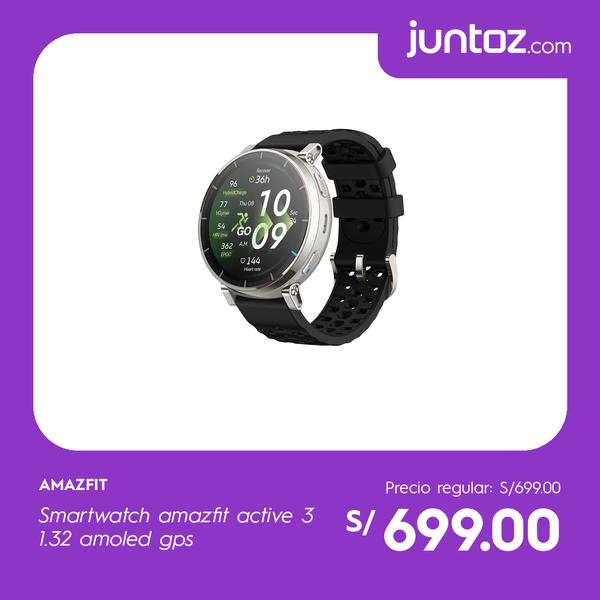 juntoz.com
Recover
36h
96
HybridCharge
77
VO₂max
54
HRV
362
EPOC
Thu 08
GO
A.M.
10
09
Sec
144
Heart rate
AMAZFIT
Smartwatch amazfit active 3
1.32 amoled gps
Precio regular: S/699.00
S/ 699.00